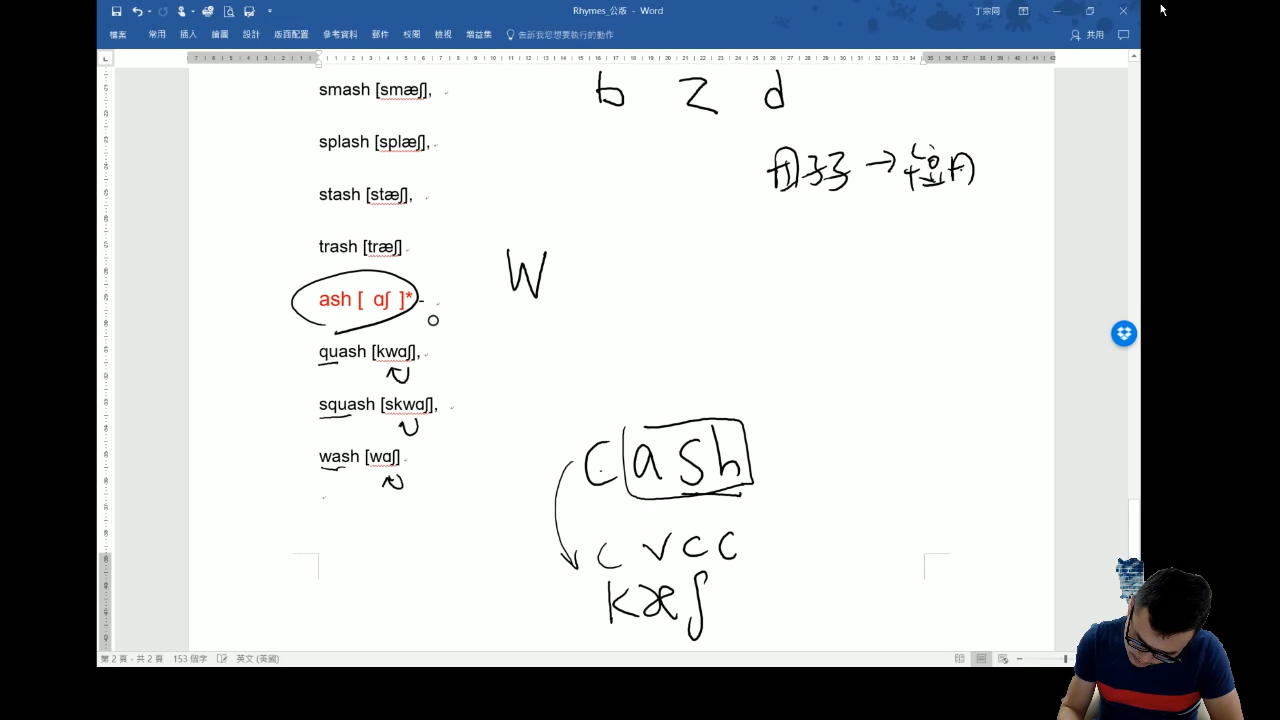 Rhymes_公版 - Word
丁宗同
檔案 常用 插入 繪圖 設計 版面配置 參考資料 郵件 校閱 檢視 增益集 告訴我您想要執行的動作 共用
smash [smæʃ],
b z d
splash [splæʃ],
stash [stæʃ],
trash [træʃ]
W
ash [ ɑʃ ]*
quash [kwɑʃ],
squash [skwɑʃ],
wash [wɑʃ]
C a s h
C V C C
kæʃ
第 2 頁，共 2 頁 153 個字 英文 (美國)